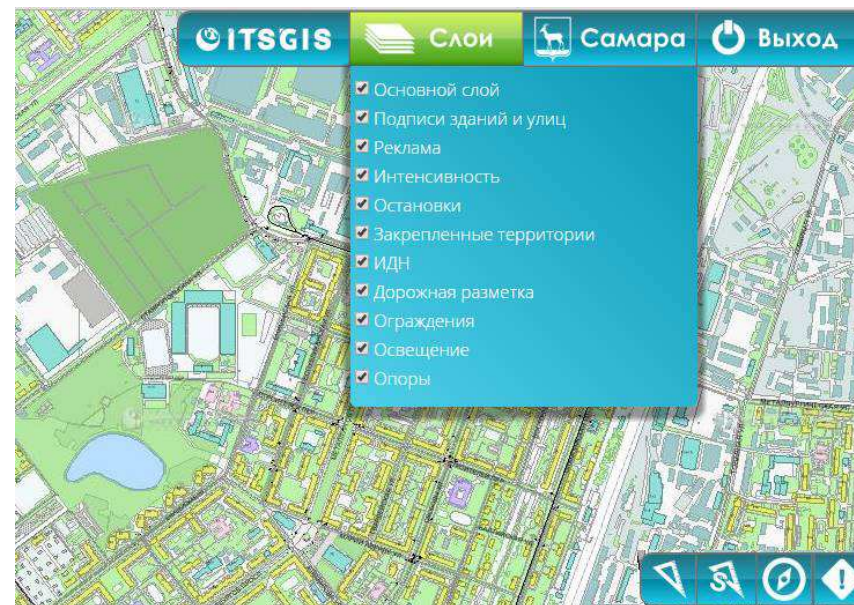 ITSGIS Слои Самара Выход
Основной слой
Подписи зданий и улиц
Реклама
Интенсивность
Остановки
Закрепленные территории
ИДН
Дорожная разметка
Ограждения
Освещение
Опоры